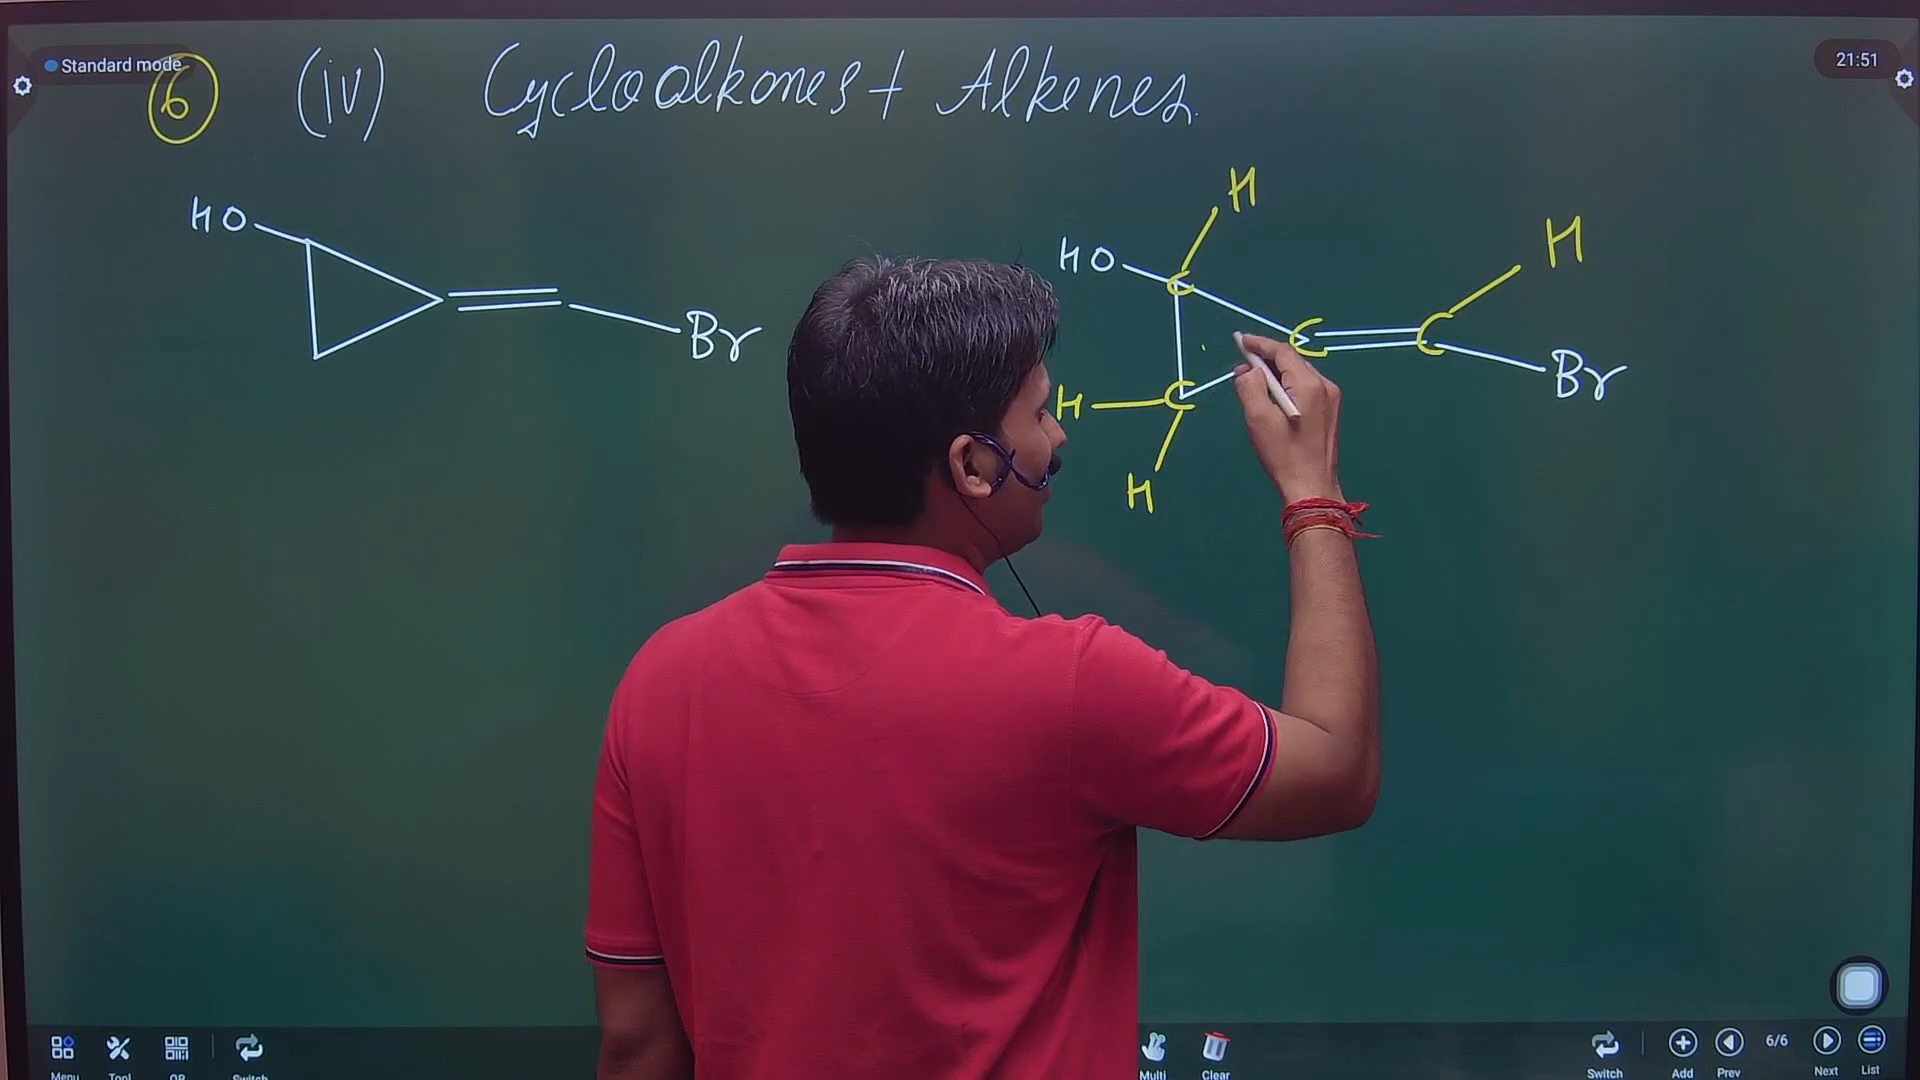 Standard mode
21:51
6 (iv) Cycloalkanes + Alkenes
HO
Br
H
HO
C
C
C
H
Br
H
C
H
Menu
Tool
QR
Switch
Multi
Clear
Switch
Add
Prev
6/6
Next
List